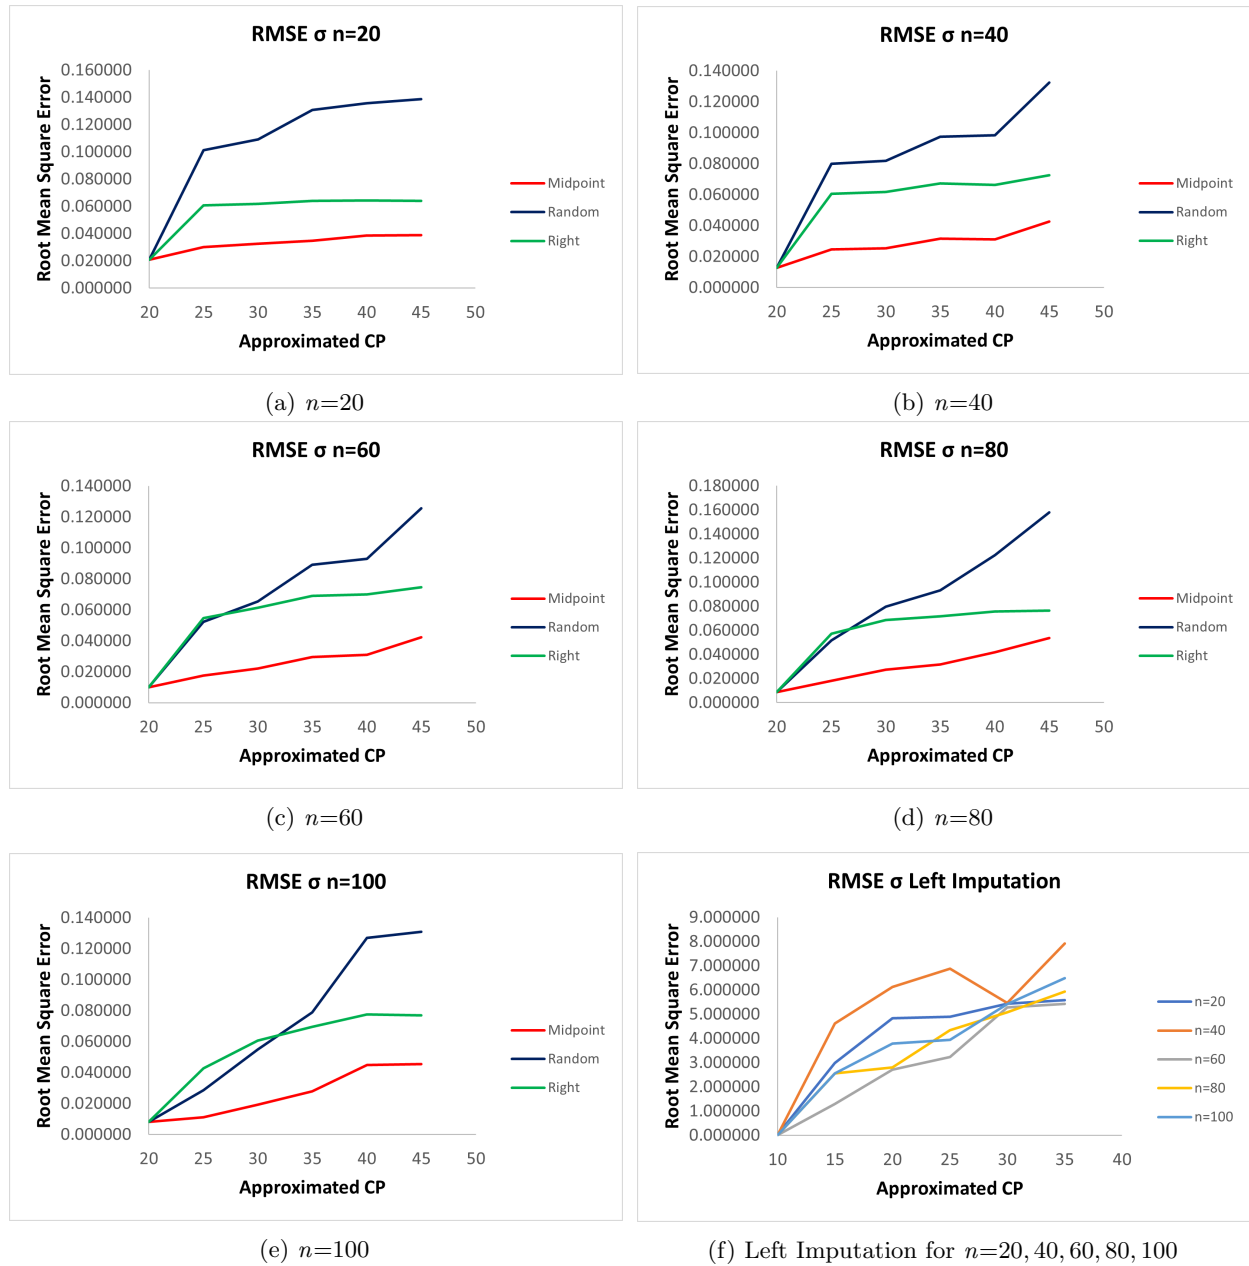 RMSE σ n=20
Root Mean Square Error
0.160000
0.140000
0.120000
0.100000
0.080000
0.060000
0.040000
0.020000
0.000000
20 25 30 35 40 45 50
Approximated CP
Midpoint
Random
Right
(a) n=20
RMSE σ n=40
Root Mean Square Error
0.140000
0.120000
0.100000
0.080000
0.060000
0.040000
0.020000
0.000000
20 25 30 35 40 45 50
Approximated CP
Midpoint
Random
Right
(b) n=40
RMSE σ n=60
Root Mean Square Error
0.140000
0.120000
0.100000
0.080000
0.060000
0.040000
0.020000
0.000000
20 25 30 35 40 45 50
Approximated CP
Midpoint
Random
Right
(c) n=60
RMSE σ n=80
Root Mean Square Error
0.180000
0.160000
0.140000
0.120000
0.100000
0.080000
0.060000
0.040000
0.020000
0.000000
20 25 30 35 40 45 50
Approximated CP
Midpoint
Random
Right
(d) n=80
RMSE σ n=100
Root Mean Square Error
0.140000
0.120000
0.100000
0.080000
0.060000
0.040000
0.020000
0.000000
20 25 30 35 40 45 50
Approximated CP
Midpoint
Random
Right
(e) n=100
RMSE σ Left Imputation
Root Mean Square Error
9.000000
8.000000
7.000000
6.000000
5.000000
4.000000
3.000000
2.000000
1.000000
0.000000
10 15 20 25 30 35 40
Approximated CP
n=20
n=40
n=60
n=80
n=100
(f) Left Imputation for n=20, 40, 60, 80, 100